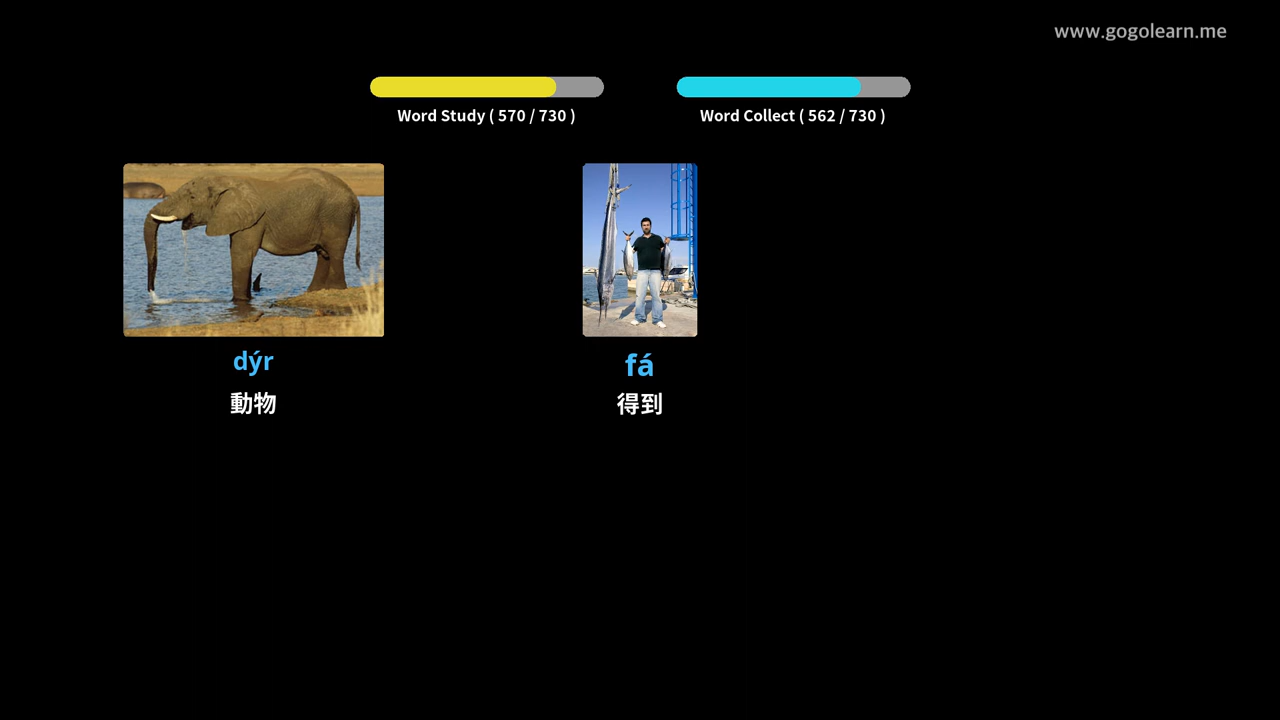 www.gogolearn.me
Word Study ( 570 / 730 )
Word Collect ( 562 / 730 )
dýr
動物
fá
得到